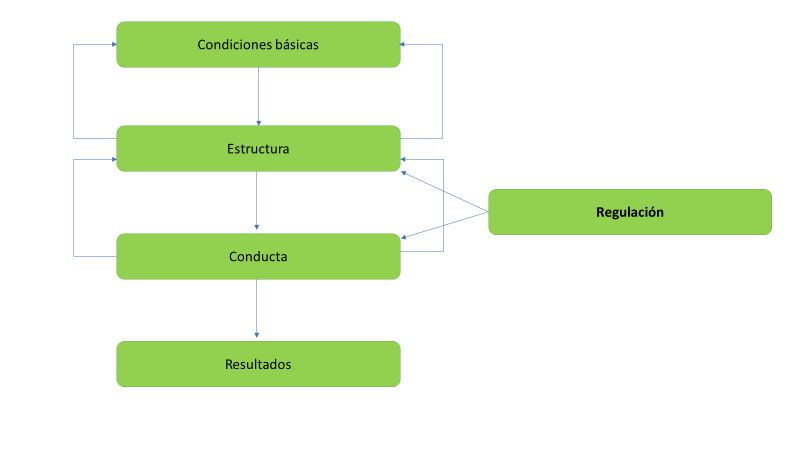 Condiciones básicas
Estructura
Regulación
Conducta
Resultados